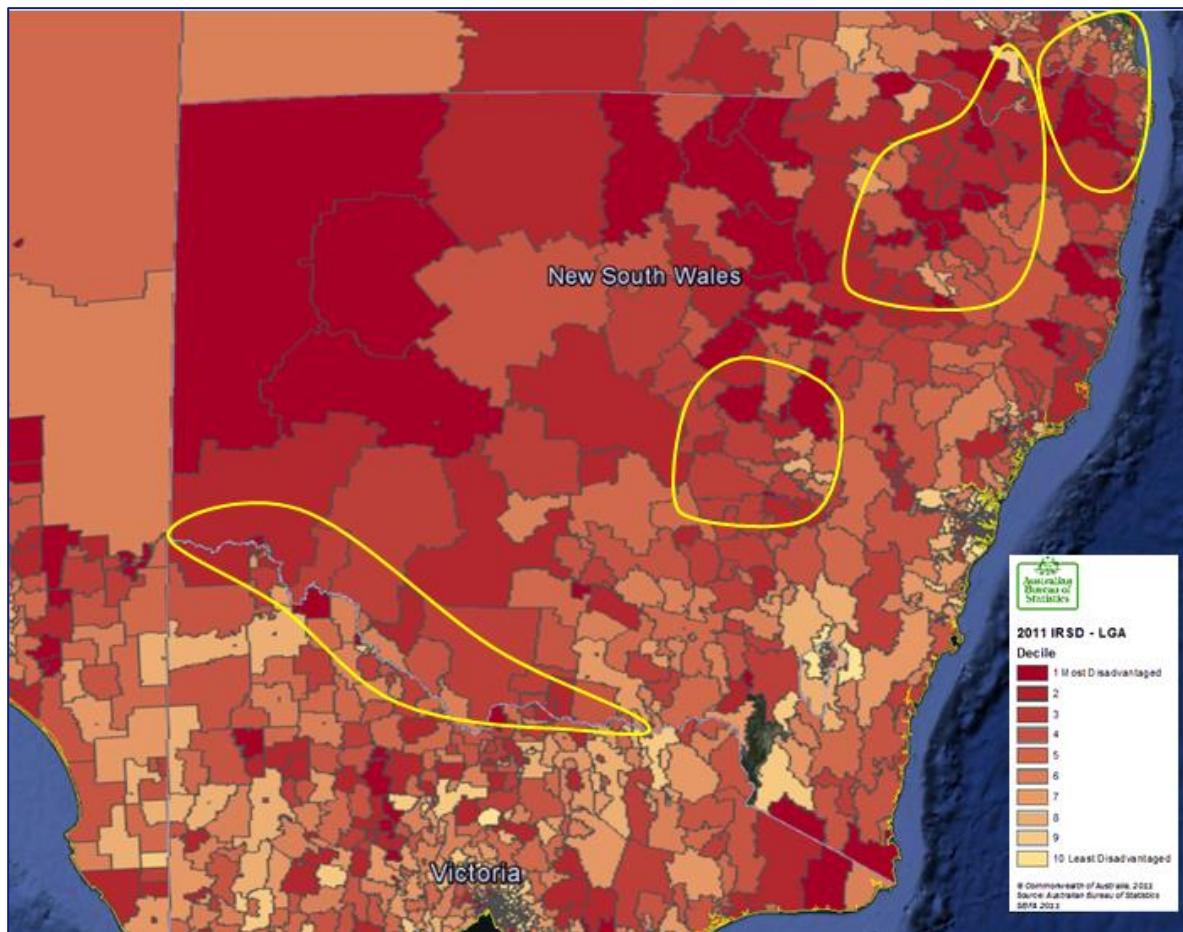 New South Wales
Victoria
Australian
Bureau of
Statistics
2011 IRSD - LGA
Decile
1 Most Disadvantaged
2
3
4
5
6
7
8
9
10 Least Disadvantaged
© Commonwealth of Australia, 2011
Source: Australian Bureau of Statistics
SEIFA 2011